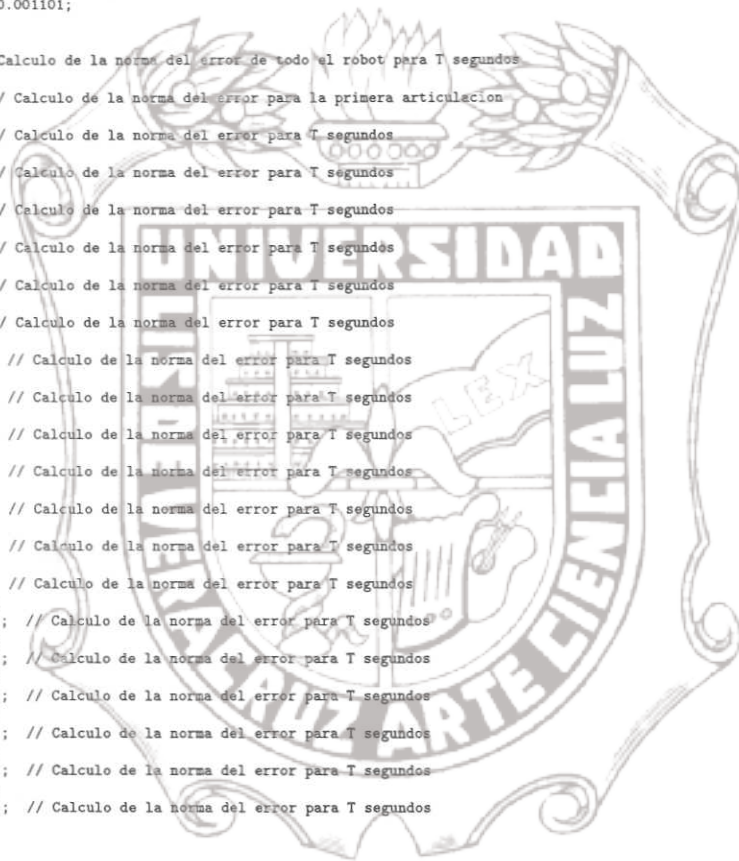 0.001101;
Calculo de la norma del error de todo el robot para T segundos
/ Calculo de la norma del error para la primera articulacion
/ Calculo de la norma del error para T segundos
/ Calculo de la norma del error para T segundos
/ Calculo de la norma del error para T segundos
/ Calculo de la norma del error para T segundos
/ Calculo de la norma del error para T segundos
/ Calculo de la norma del error para T segundos
// Calculo de la norma del error para T segundos
// Calculo de la norma del error para T segundos
// Calculo de la norma del error para T segundos
// Calculo de la norma del error para T segundos
// Calculo de la norma del error para T segundos
// Calculo de la norma del error para T segundos
// Calculo de la norma del error para T segundos
; // Calculo de la norma del error para T segundos
; // Calculo de la norma del error para T segundos
; // Calculo de la norma del error para T segundos
; // Calculo de la norma del error para T segundos
; // Calculo de la norma del error para T segundos
; // Calculo de la norma del error para T segundos
UNIVERSIDAD
VERACRUZANA
LIS DE VERACRUZ ARTE CIENCIA LUZ
LEX